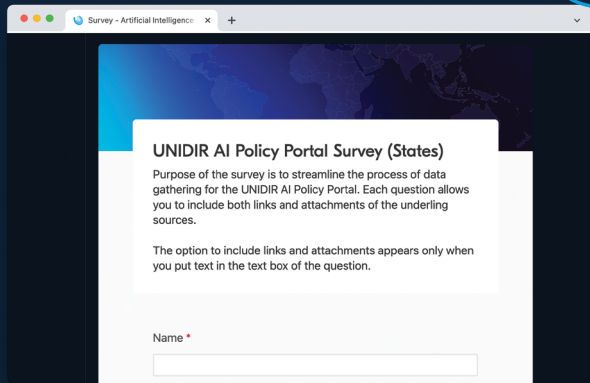 Survey - Artificial Intelligence
UNIDIR AI Policy Portal Survey (States)
Purpose of the survey is to streamline the process of data
gathering for the UNIDIR AI Policy Portal. Each question allows
you to include both links and attachments of the underling
sources.
The option to include links and attachments appears only when
you put text in the text box of the question.
Name *